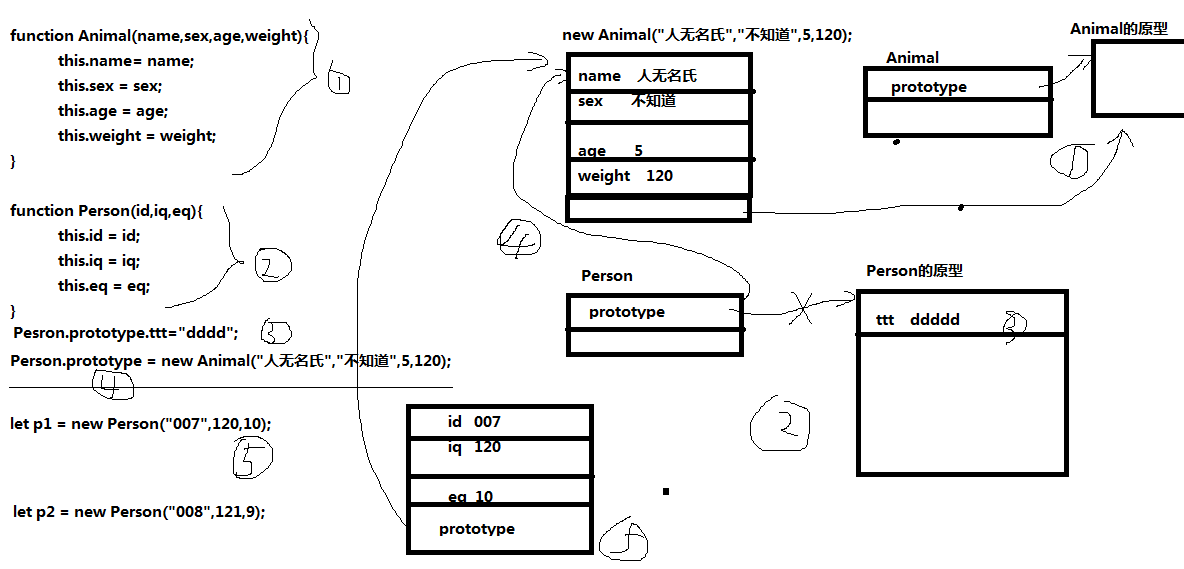 function Animal(name,sex,age,weight){
this.name= name;
this.sex = sex;
this.age = age;
this.weight = weight;
}
1
function Person(id,iq,eq){
this.id = id;
this.iq = iq;
this.eq = eq;
}
2
Pesron.prototype.ttt="dddd";
3
Person.prototype = new Animal("人无名氏","不知道",5,120);
4
let p1 = new Person("007",120,10);
5
let p2 = new Person("008",121,9);
new Animal("人无名氏","不知道",5,120);
name 人无名氏
sex 不知道
age 5
weight 120
4
Animal
prototype
Animal的原型
1
Person
prototype
Person的原型
ttt ddddd
3
2
id 007
iq 120
eq 10
prototype
5